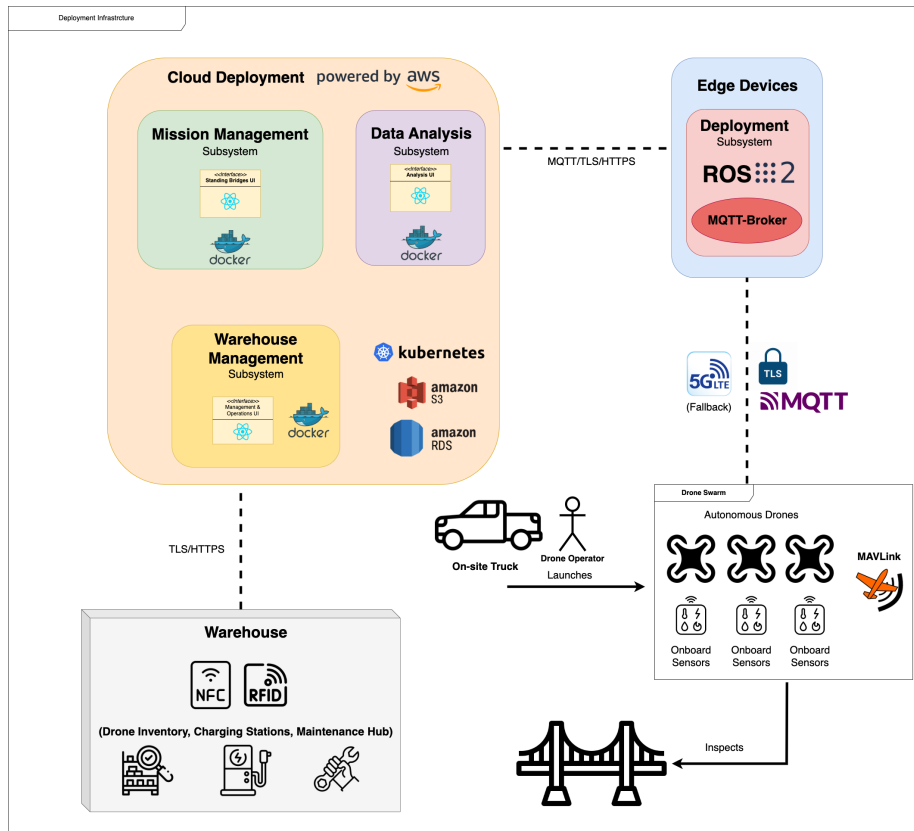 Deployment Infrastrcture
Cloud Deployment powered by aws
Mission Management
Subsystem
<<Interface>>
Standing Bridges UI
docker
Data Analysis
Subsystem
<<Interface>>
Analysis UI
docker
Warehouse
Management
Subsystem
<<Interface>>
Management &
Operations Ui
docker
kubernetes
amazon
S3
amazon
RDS
MQTT/TLS/HTTPS
Edge Devices
Deployment
Subsystem
ROS 2
MQTT-Broker
5G LTE
(Fallback)
TLS
MQTT
TLS/HTTPS
On-site Truck
Drone Operator
Launches
Drone Swarm
Autonomous Drones
MAVLink
Onboard
Sensors
Onboard
Sensors
Onboard
Sensors
Inspects
Warehouse
NFC
RFID
(Drone Inventory, Charging Stations, Maintenance Hub)